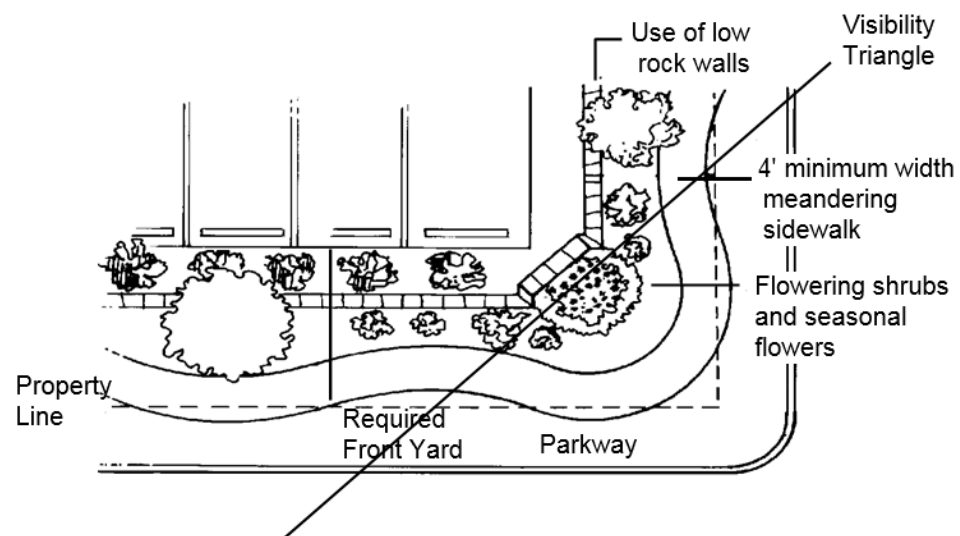 Use of low
rock walls
Visibility
Triangle
4' minimum width
meandering
sidewalk
Flowering shrubs
and seasonal
flowers
Property
Line
Required
Front Yard
Parkway